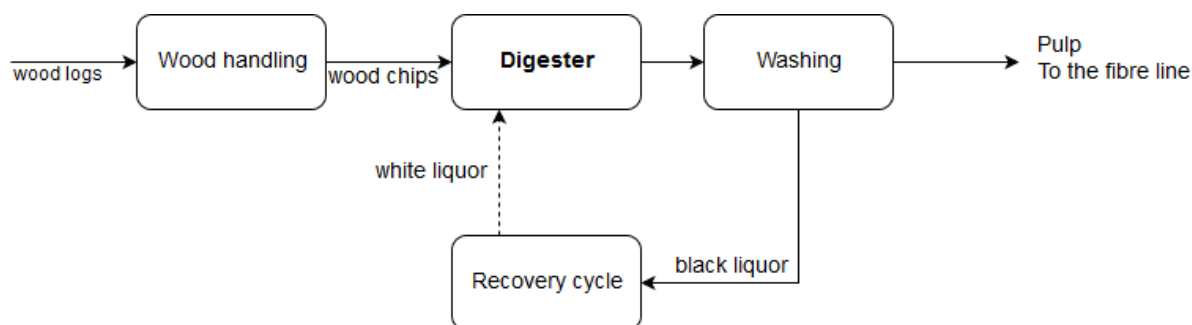 wood logs
Wood handling
wood chips
Digester
Washing
Pulp
To the fibre line
white liquor
Recovery cycle
black liquor